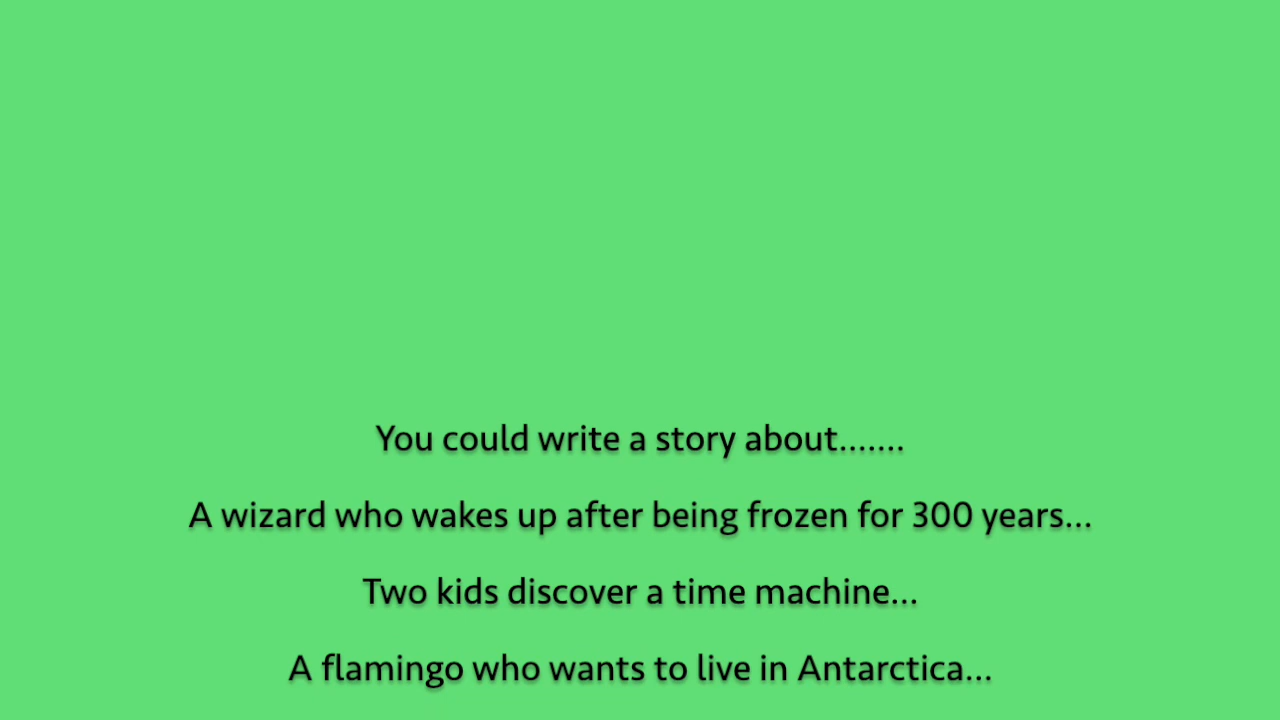 You could write a story about.......
A wizard who wakes up after being frozen for 300 years...
Two kids discover a time machine...
A flamingo who wants to live in Antarctica...